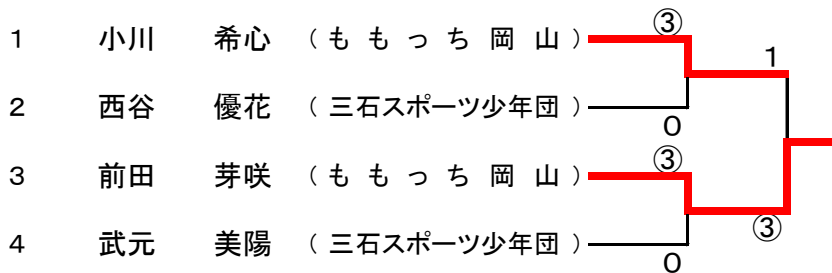 1 小川 希心 (ももっち岡山) ③
1
2 西谷 優花 (三石スポーツ少年団)
0
3 前田 芽咲 (ももっち岡山) ③
③
4 武元 美陽 (三石スポーツ少年団)
0